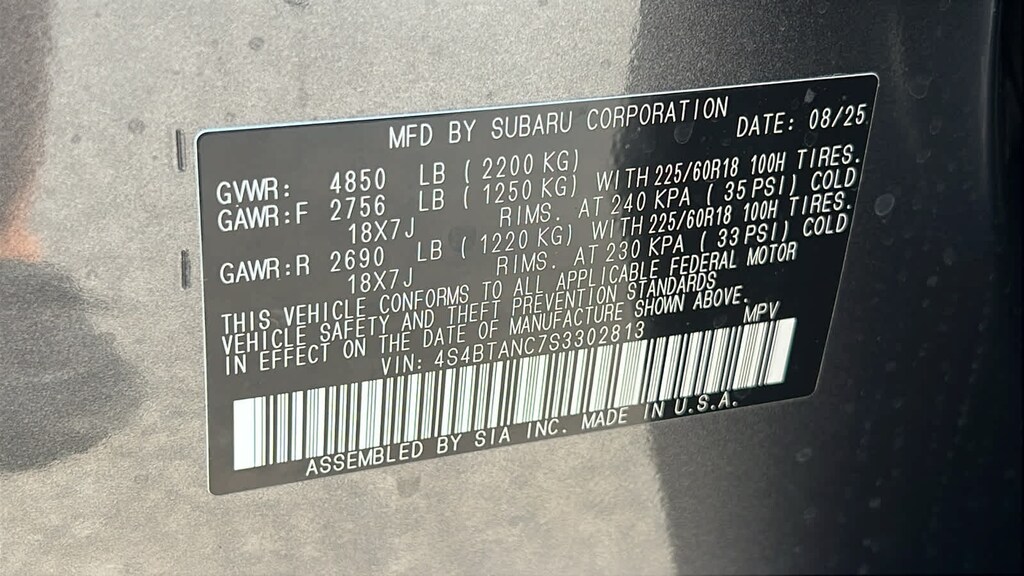 MFD BY SUBARU CORPORATION DATE: 08/25
GVWR: 4850 LB ( 2200 KG)
GAWR:F 2756 LB ( 1250 KG) WITH 225/60R18 100H TIRES.
18X7J RIMS. AT 240 KPA ( 35 PSI) COLD
GAWR:R 2690 LB ( 1220 KG) WITH 225/60R18 100H TIRES.
18X7J RIMS. AT 230 KPA ( 33 PSI) COLD
THIS VEHICLE CONFORMS TO ALL APPLICABLE FEDERAL MOTOR
VEHICLE SAFETY AND THEFT PREVENTION STANDARDS
IN EFFECT ON THE DATE OF MANUFACTURE SHOWN ABOVE.
VIN: 4S4BTANC7S3302813 MPV
ASSEMBLED BY SIA INC. MADE IN U.S.A.